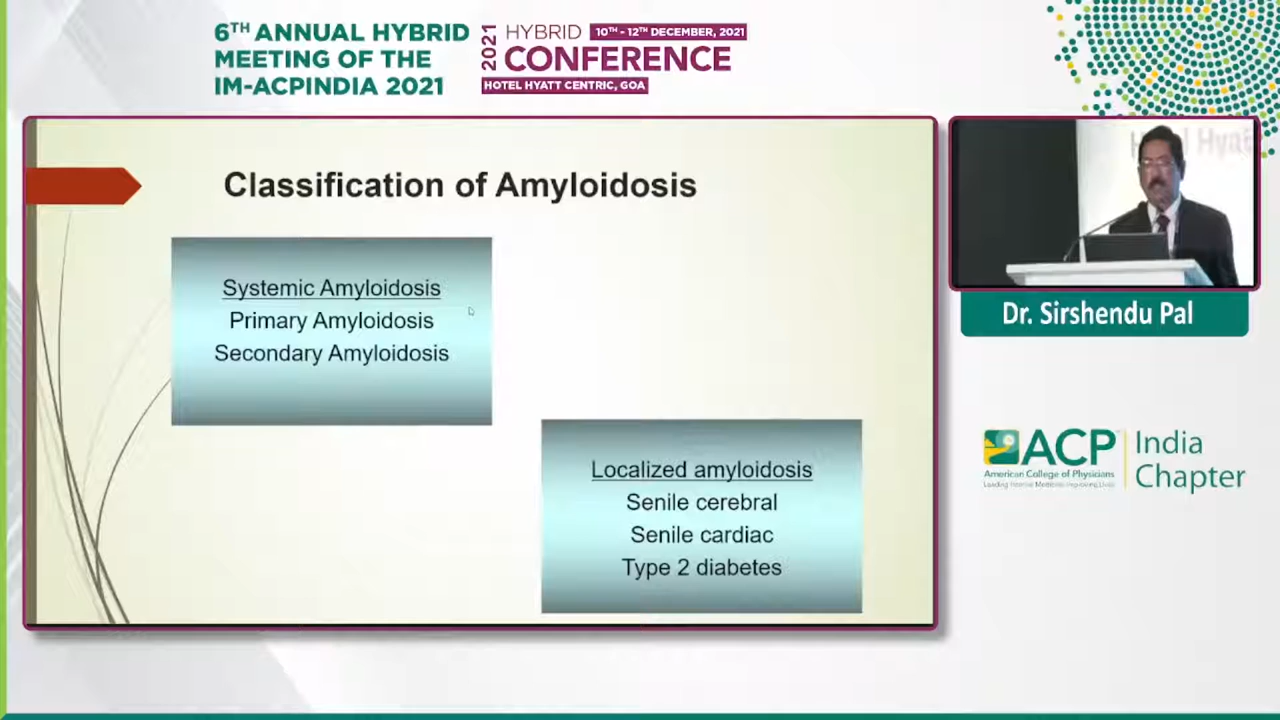 6TH ANNUAL HYBRID
MEETING OF THE
IM-ACPINDIA 2021
2021
HYBRID
10TH - 12TH DECEMBER, 2021
CONFERENCE
HOTEL HYATT CENTRIC, GOA
Classification of Amyloidosis
Systemic Amyloidosis
Primary Amyloidosis
Secondary Amyloidosis
Localized amyloidosis
Senile cerebral
Senile cardiac
Type 2 diabetes
Dr. Sirshendu Pal
ACP
American College of Physicians
India
Chapter